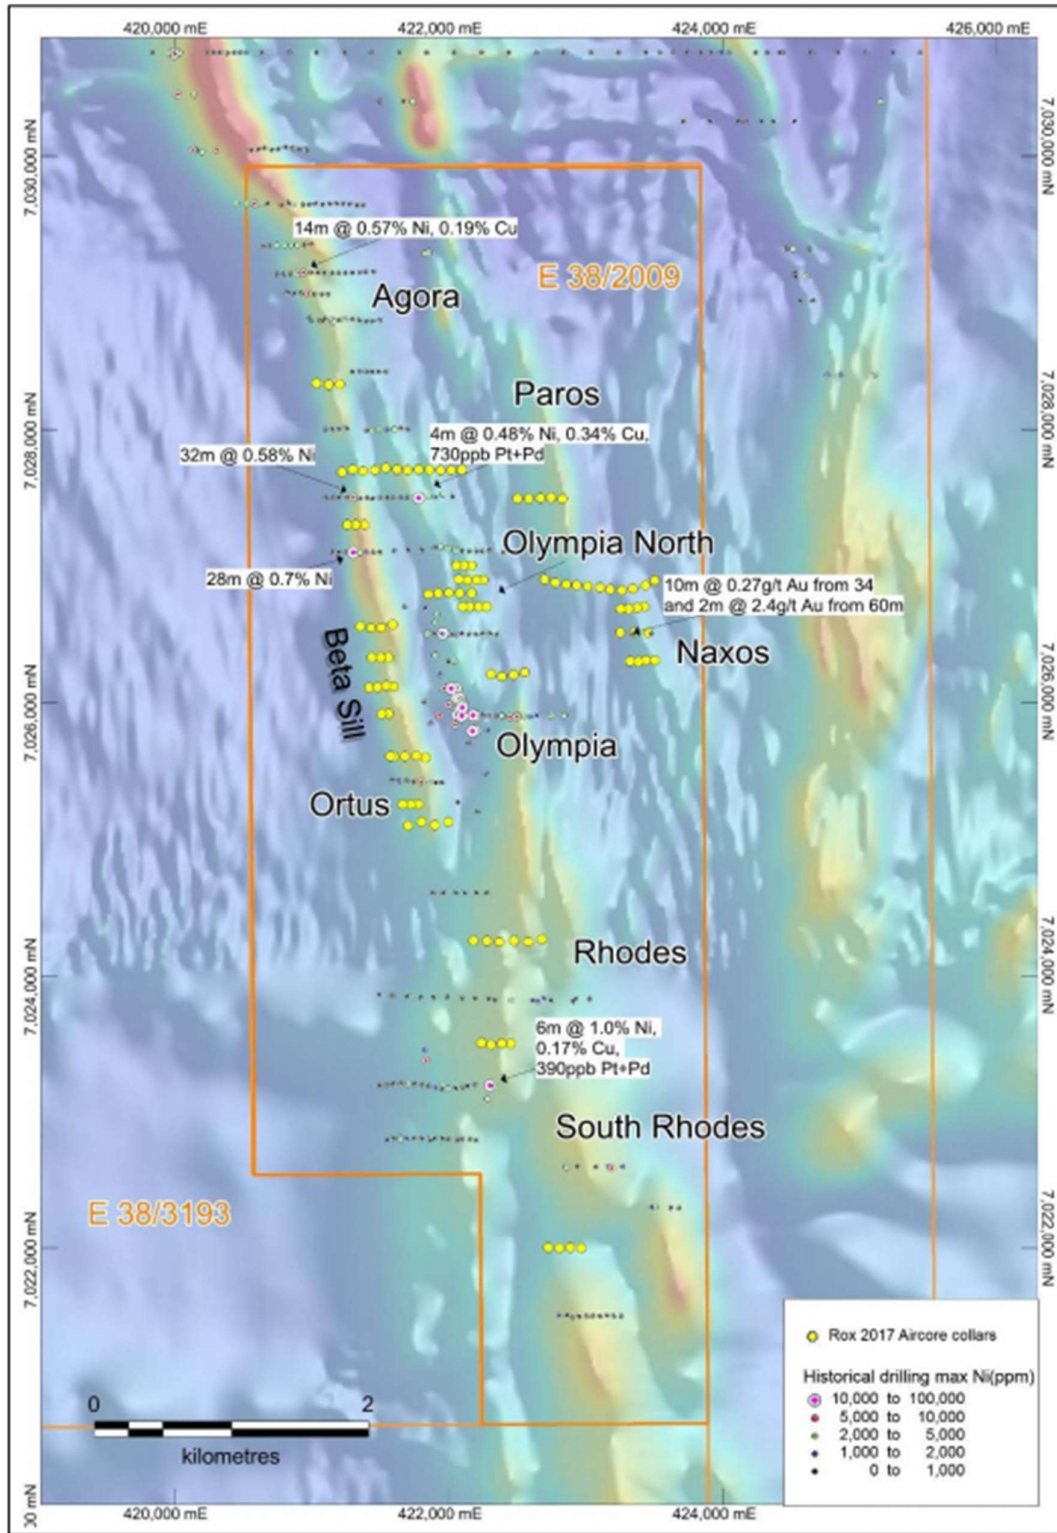 420,000 mE
422,000 mE
424,000 mE
426,000 mE
7,030,000 mN
7,030,000 mN
14m @ 0.57% Ni, 0.19% Cu
E 38/2009
Agora
Paros
7,028,000 mN
7,028,000 mN
4m @ 0.48% Ni, 0.34% Cu,
730ppb Pt+Pd
32m @ 0.58% Ni
Olympia North
28m @ 0.7% Ni
10m @ 0.27g/t Au from 34
and 2m @ 2.4g/t Au from 60m
Beta Sill
Naxos
7,026,000 mN
7,026,000 mN
Olympia
Ortus
Rhodes
7,024,000 mN
7,024,000 mN
6m @ 1.0% Ni,
0.17% Cu,
390ppb Pt+Pd
South Rhodes
E 38/3193
7,022,000 mN
7,022,000 mN
Rox 2017 Aircore collars
Historical drilling max Ni(ppm)
10,000 to 100,000
5,000 to 10,000
2,000 to 5,000
1,000 to 2,000
0 to 1,000
0 2
kilometres
00 mN
420,000 mE
422,000 mE
424,000 mE